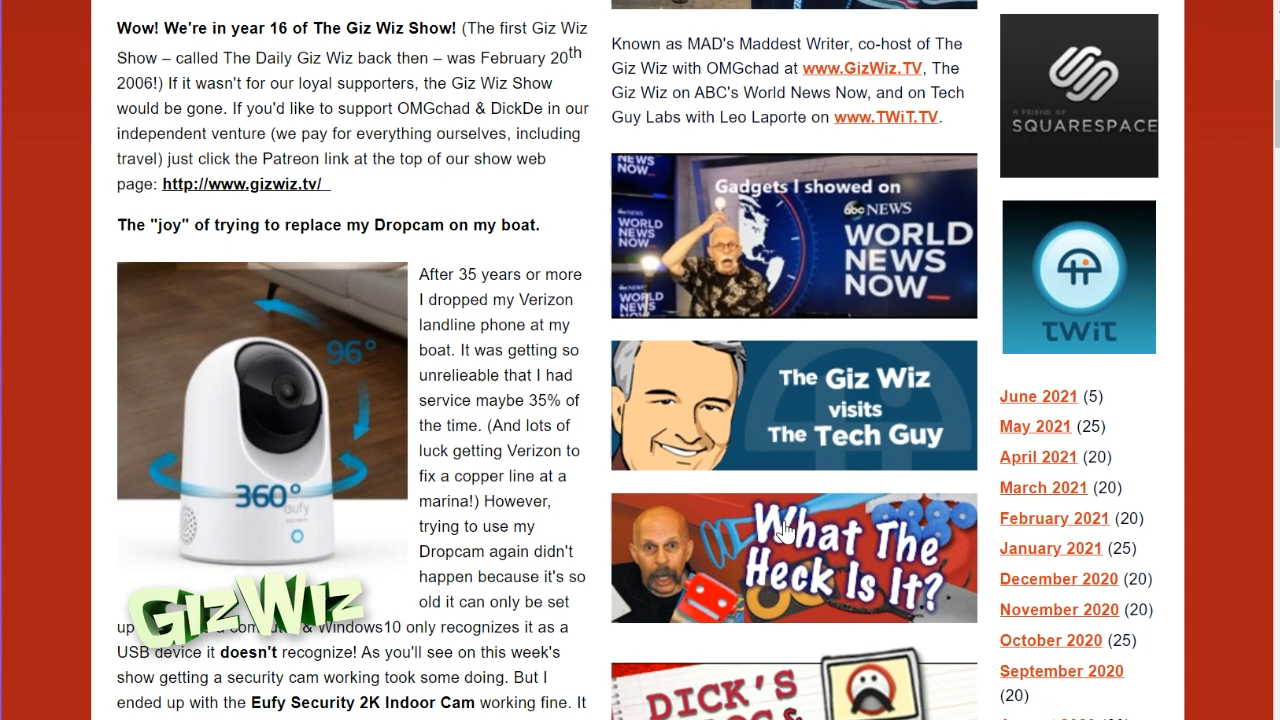 Wow! We're in year 16 of The Giz Wiz Show! (The first Giz Wiz
Show – called The Daily Giz Wiz back then – was February 20th
2006!) If it wasn't for our loyal supporters, the Giz Wiz Show
would be gone. If you'd like to support OMGchad & DickDe in our
independent venture (we pay for everything ourselves, including
travel) just click the Patreon link at the top of our show web
page: http://www.gizwiz.tv/
The "joy" of trying to replace my Dropcam on my boat.
96°
360°
eufy
After 35 years or more
I dropped my Verizon
landline phone at my
boat. It was getting so
unrelieable that I had
service maybe 35% of
the time. (And lots of
luck getting Verizon to
fix a copper line at a
marina!) However,
trying to use my
Dropcam again didn't
happen because it's so
old it can only be set
& Windows10 only recognizes it as a
USB device it doesn't recognize! As you'll see on this week's
show getting a security cam working took some doing. But I
ended up with the Eufy Security 2K Indoor Cam working fine. It
GizWiz
Known as MAD's Maddest Writer, co-host of The
Giz Wiz with OMGchad at www.GizWiz.TV, The
Giz Wiz on ABC's World News Now, and on Tech
Guy Labs with Leo Laporte on www.TWiT.TV.
NEWS
NOW
Gadgets I showed on
abc NEWS
WORLD
NEWS
NOW_
WORLD
NEWS
NOW
WORLD
The Giz Wiz
visits
The Tech Guy
What The
Heck Is It?
DICK'S
A FRIEND OF
SQUARESPACE
TWiT
June 2021 (5)
May 2021 (25)
April 2021 (20)
March 2021 (20)
February 2021 (20)
January 2021 (25)
December 2020 (20)
November 2020 (20)
October 2020 (25)
September 2020
(20)